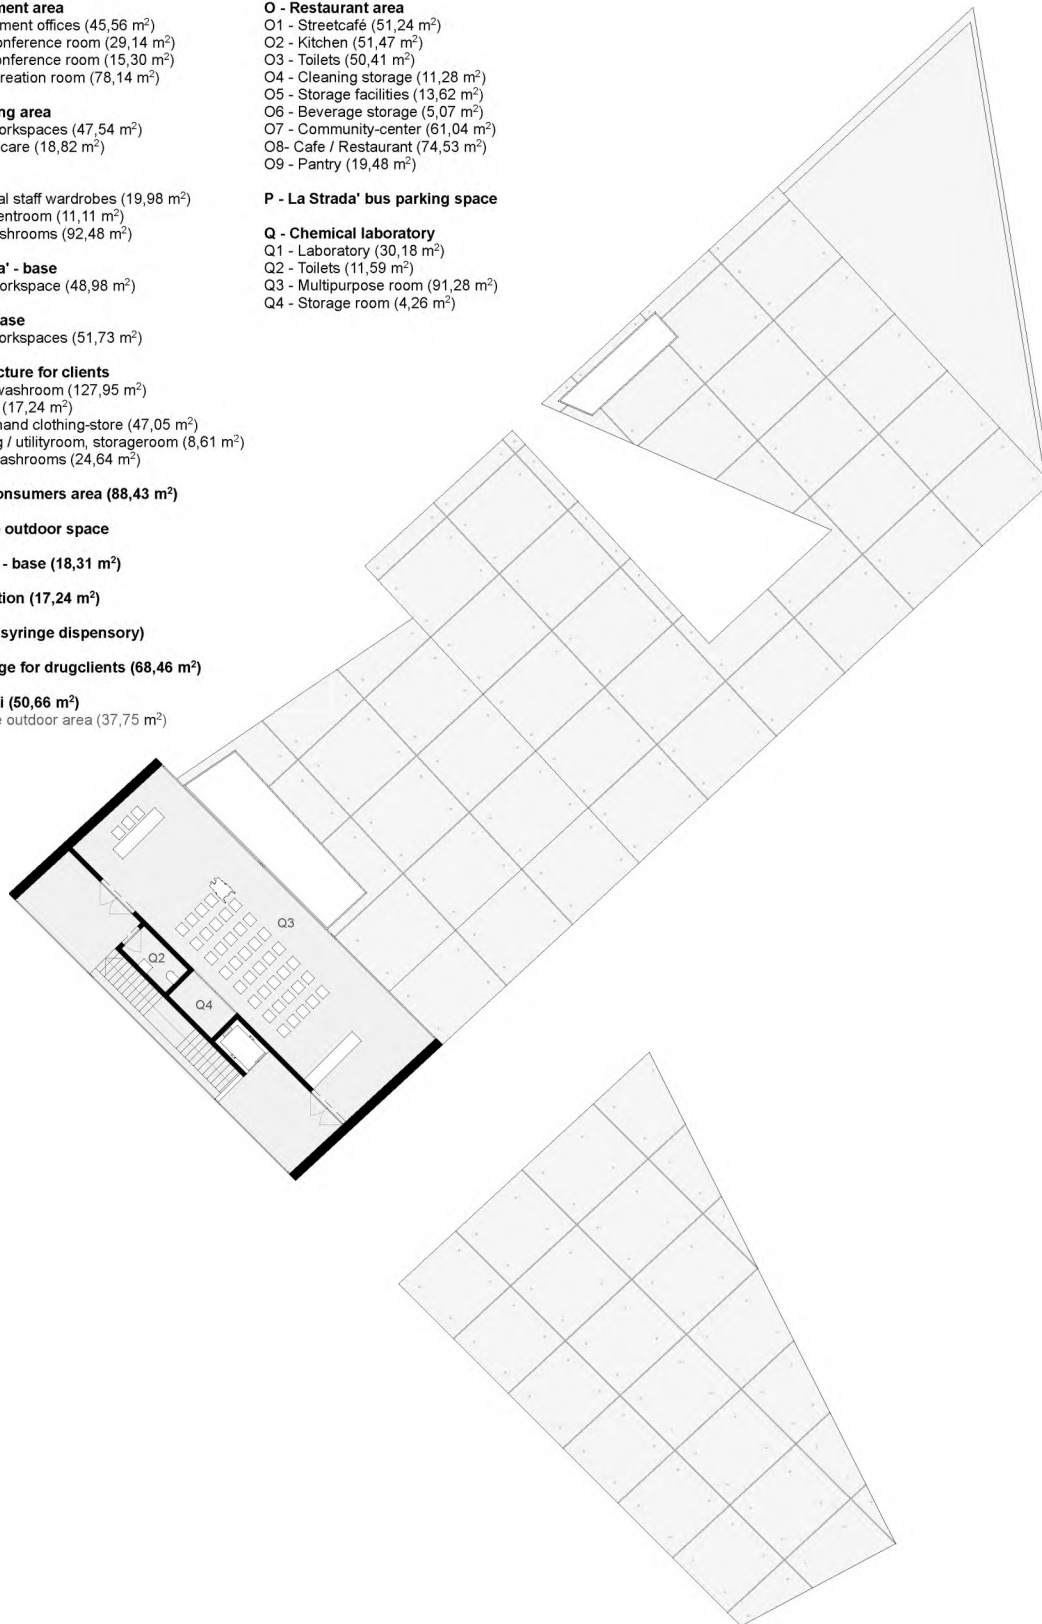 ment area
ment offices (45,56 m²)
onference room (29,14 m²)
onference room (15,30 m²)
creation room (78,14 m²)
ng area
orkspaces (47,54 m²)
care (18,82 m²)
al staff wardrobes (19,98 m²)
entroom (11,11 m²)
shrooms (92,48 m²)
a' - base
orkspace (48,98 m²)
ase
orkspaces (51,73 m²)
cture for clients
washroom (127,95 m²)
(17,24 m²)
hand clothing-store (47,05 m²)
g / utilityroom, storageroom (8,61 m²)
ashrooms (24,64 m²)
onsumers area (88,43 m²)
e outdoor space
- base (18,31 m²)
tion (17,24 m²)
syringe dispensory)
ge for drugclients (68,46 m²)
i (50,66 m²)
e outdoor area (37,75 m²)
O - Restaurant area
O1 - Streetcafé (51,24 m²)
O2 - Kitchen (51,47 m²)
O3 - Toilets (50,41 m²)
O4 - Cleaning storage (11,28 m²)
O5 - Storage facilities (13,62 m²)
O6 - Beverage storage (5,07 m²)
O7 - Community-center (61,04 m²)
O8- Cafe / Restaurant (74,53 m²)
O9 - Pantry (19,48 m²)
P - La Strada' bus parking space
Q - Chemical laboratory
Q1 - Laboratory (30,18 m²)
Q2 - Toilets (11,59 m²)
Q3 - Multipurpose room (91,28 m²)
Q4 - Storage room (4,26 m²)
Q3
Q2
Q4